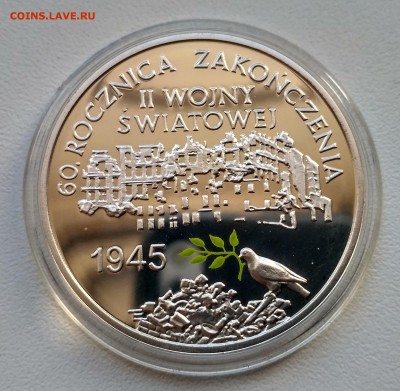 COINS.LAVE.RU
60. ROCZNICA ZAKOŃCZENIA
II WOJNY
ŚWIATOWEJ
1945